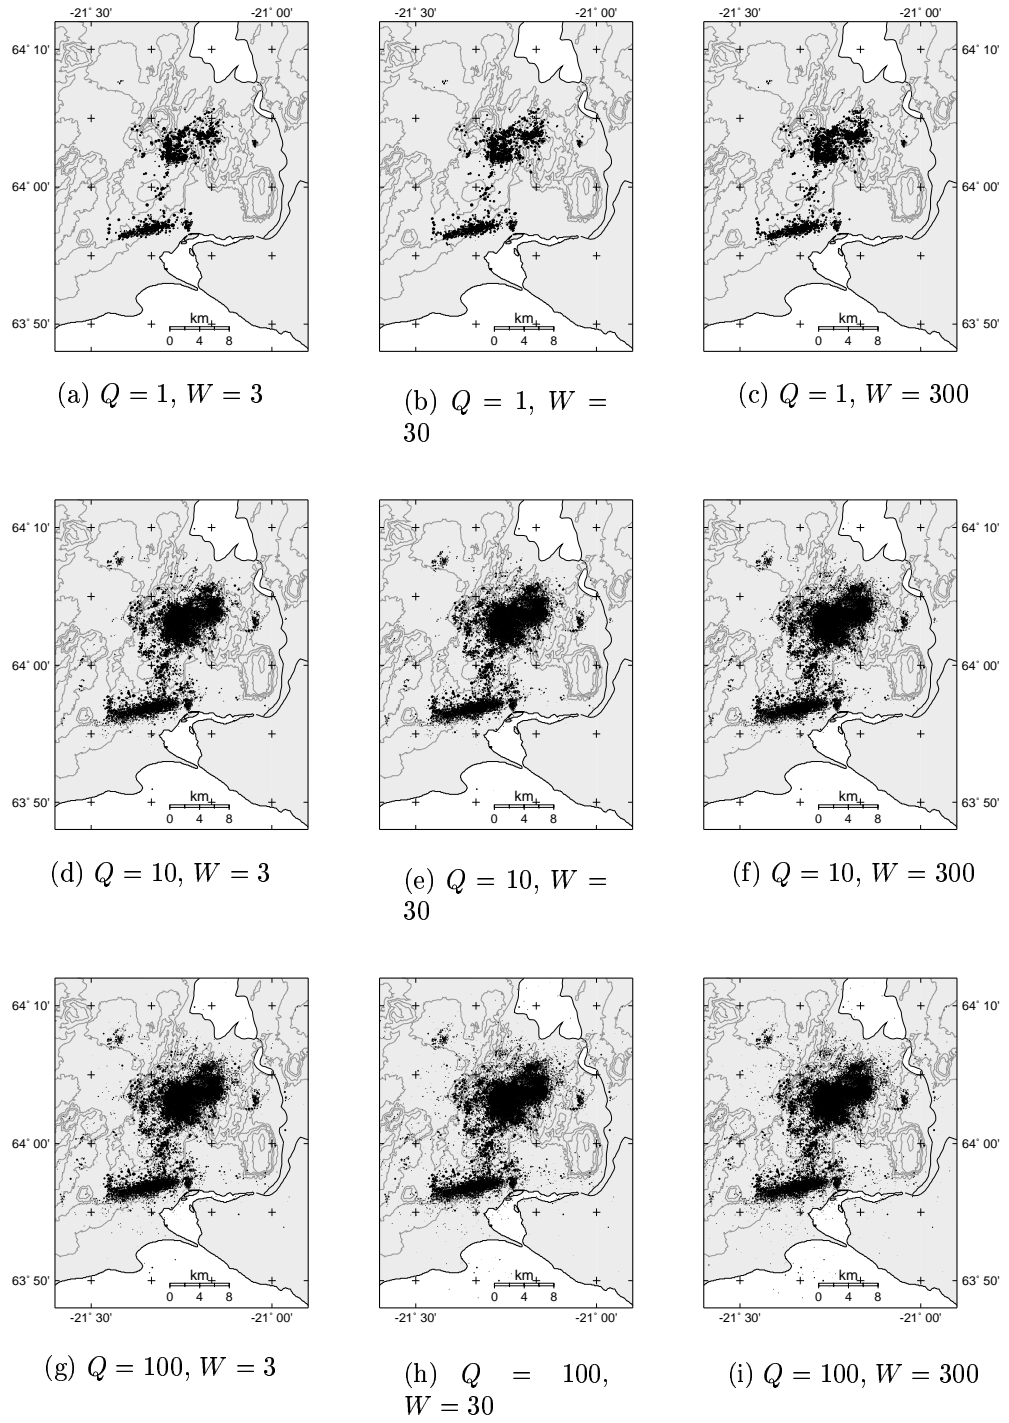 -21° 30' -21° 00' -21° 30' -21° 00' -21° 30' -21° 00'
64° 10' 64° 10'
64° 00' 64° 00'
63° 50' 63° 50'
km km km
0 4 8 0 4 8 0 4 8
(a) Q = 1, W = 3
(b) Q = 1, W =
30
(c) Q = 1, W = 300
64° 10' 64° 10'
64° 00' 64° 00'
63° 50' 63° 50'
km km km
0 4 8 0 4 8 0 4 8
(d) Q = 10, W = 3
(e) Q = 10, W =
30
(f) Q = 10, W = 300
64° 10' 64° 10'
64° 00' 64° 00'
63° 50' 63° 50'
km km km
0 4 8 0 4 8 0 4 8
-21° 30' -21° 00' -21° 30' -21° 00' -21° 30' -21° 00'
(g) Q = 100, W = 3
(h) Q = 100,
W = 30
(i) Q = 100, W = 300